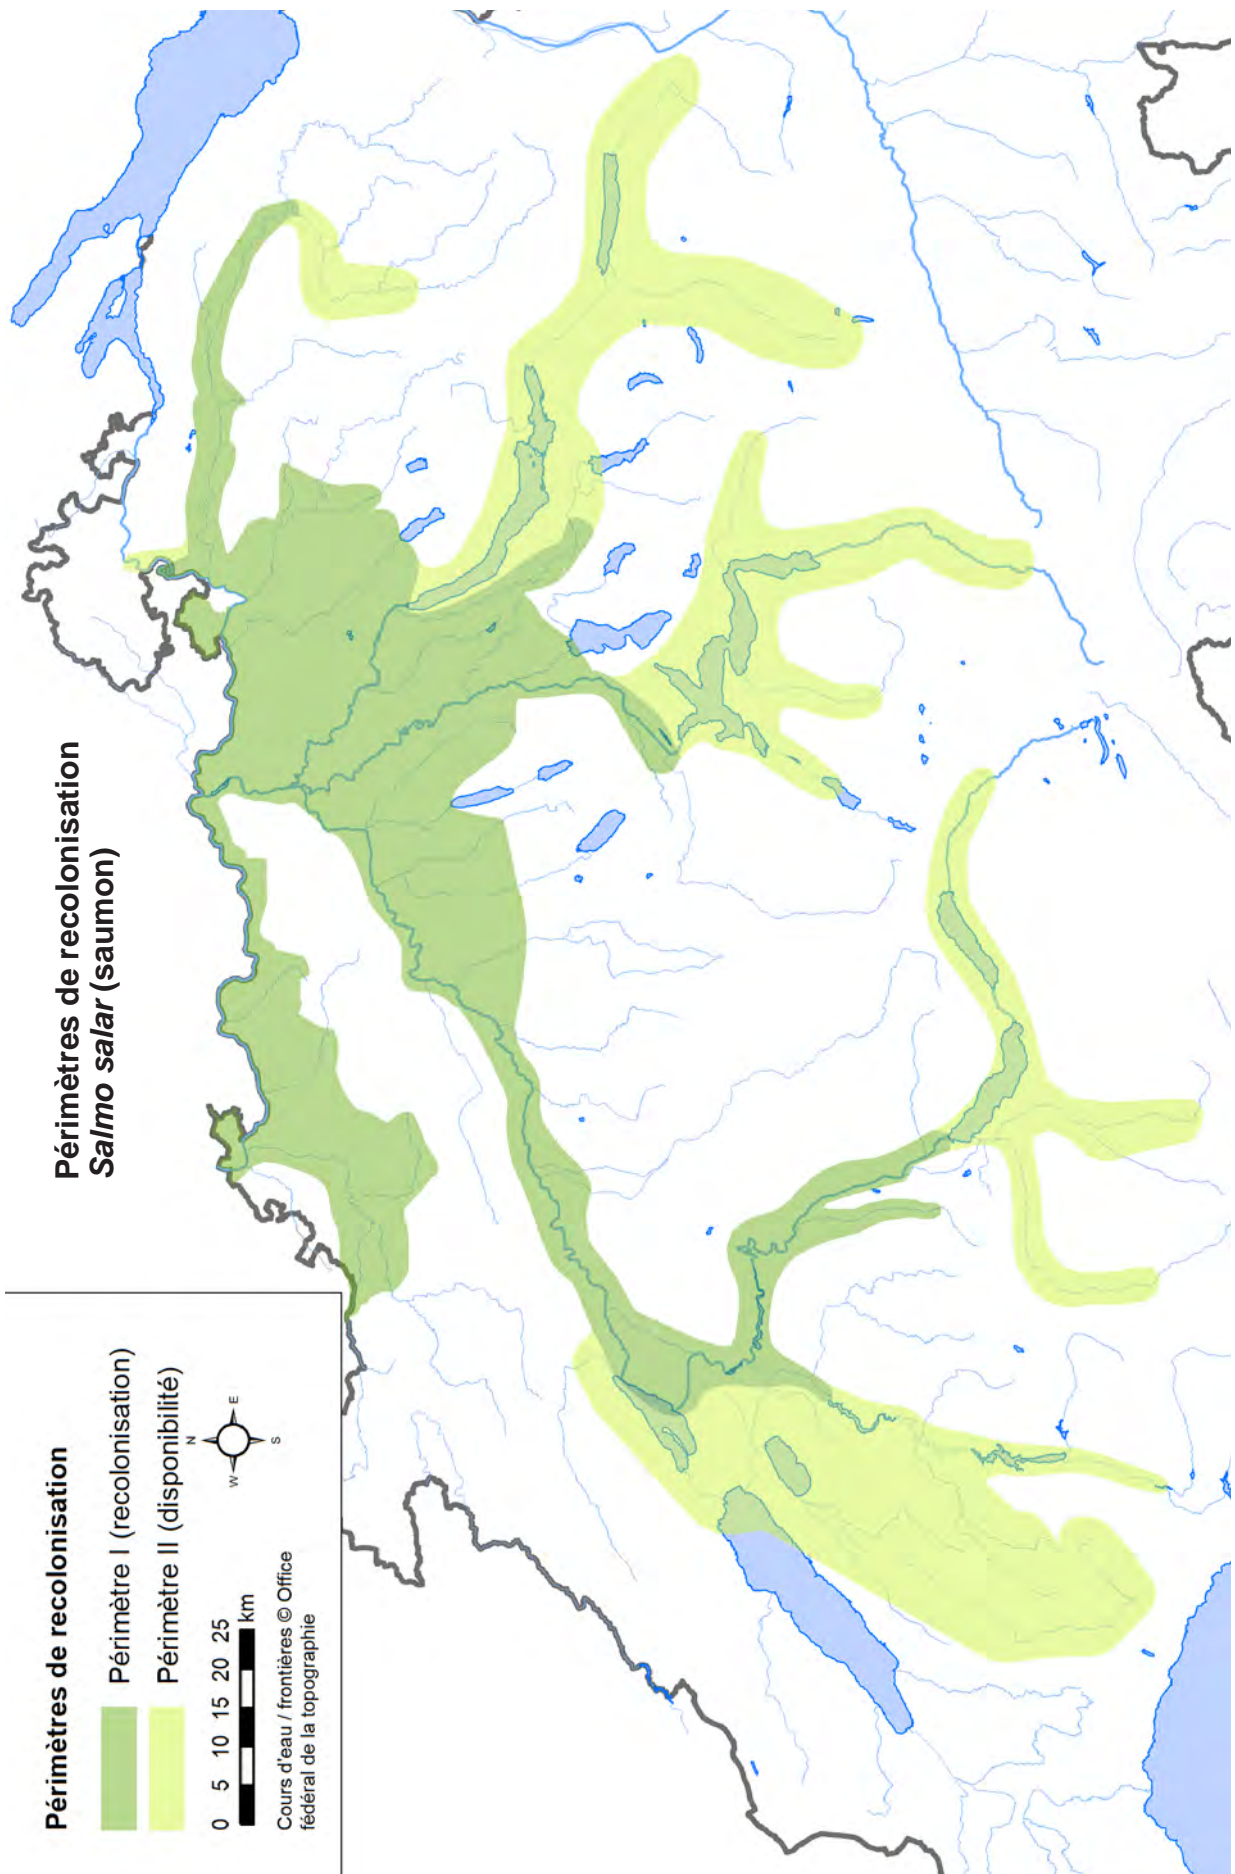 Périmètres de recolonisation
Salmo salar (saumon)
Périmètres de recolonisation
Périmètre I (recolonisation)
Périmètre II (disponibilité)
N
W
E
S
0 5 10 15 20 25
km
Cours d'eau / frontières © Office
fédéral de la topographie